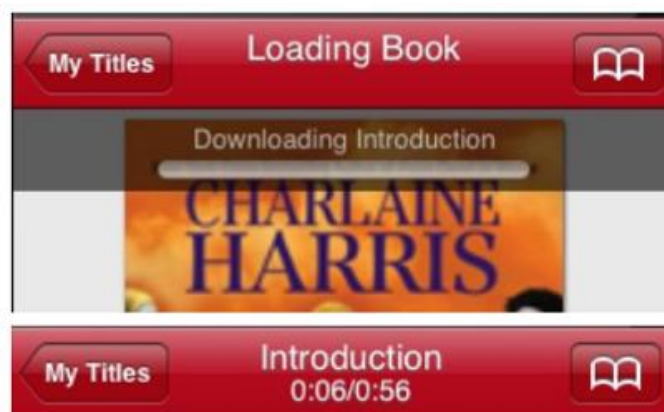 My Titles
Loading Book
Downloading Introduction
CHARLAINE
HARRIS
My Titles
Introduction
0:06/0:56